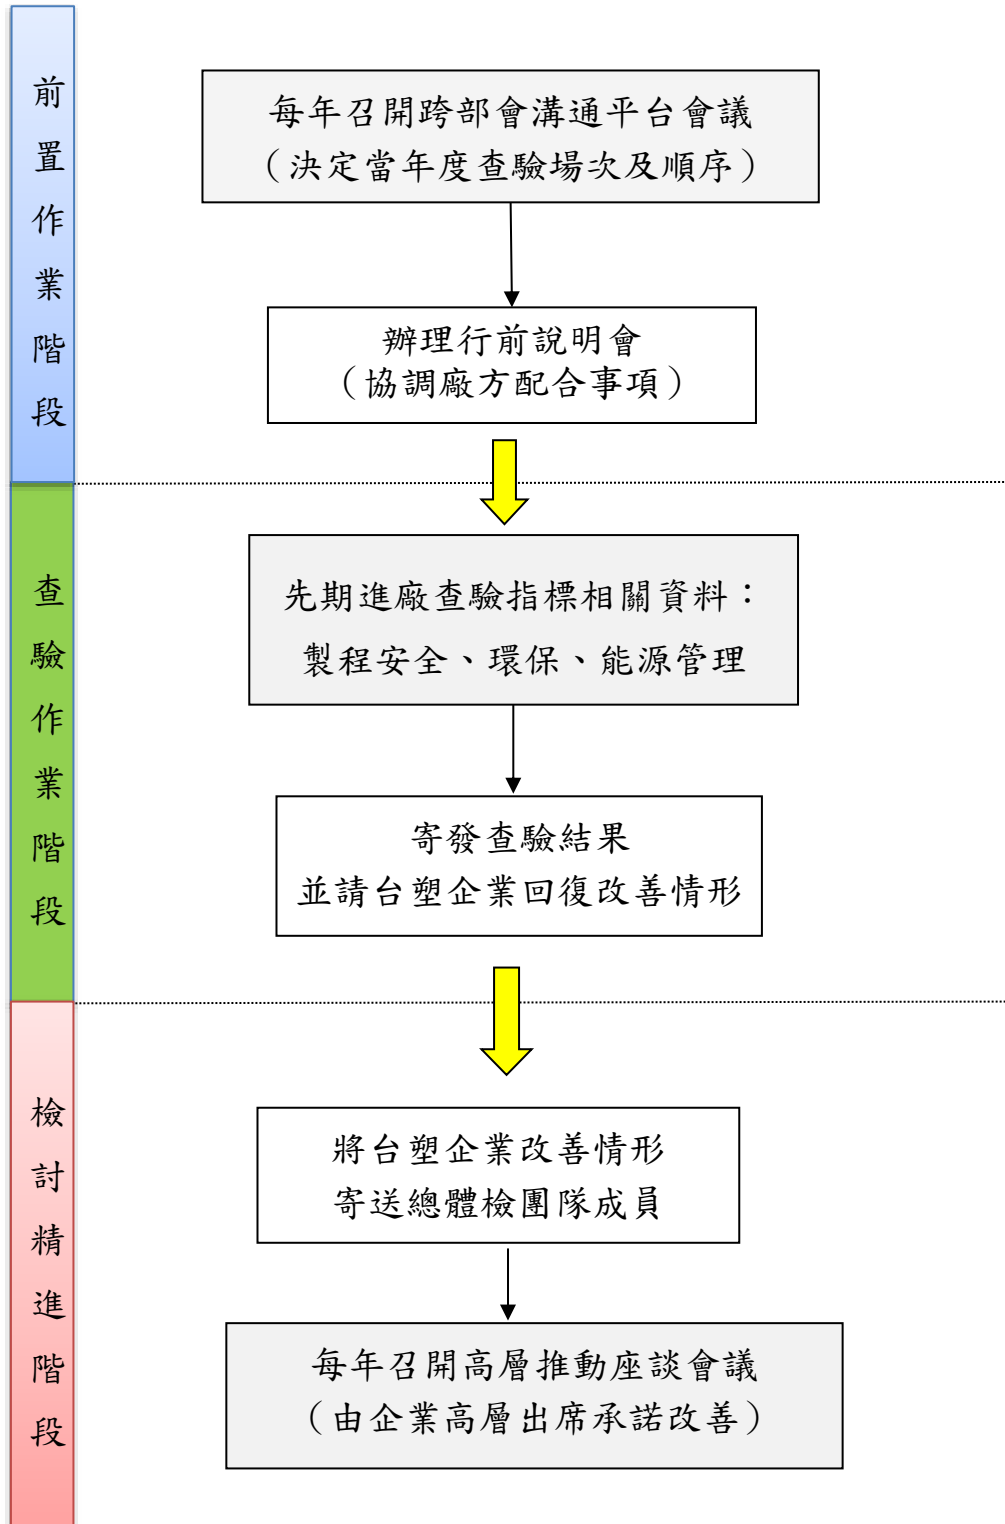 前置作業階段
每年召開跨部會溝通平台會議
（決定當年度查驗場次及順序）
辦理行前說明會
（協調廠方配合事項）
查驗作業階段
先期進廠查驗指標相關資料：
製程安全、環保、能源管理
寄發查驗結果
並請台塑企業回復改善情形
檢討精進階段
將台塑企業改善情形
寄送總體檢團隊成員
每年召開高層推動座談會議
（由企業高層出席承諾改善）